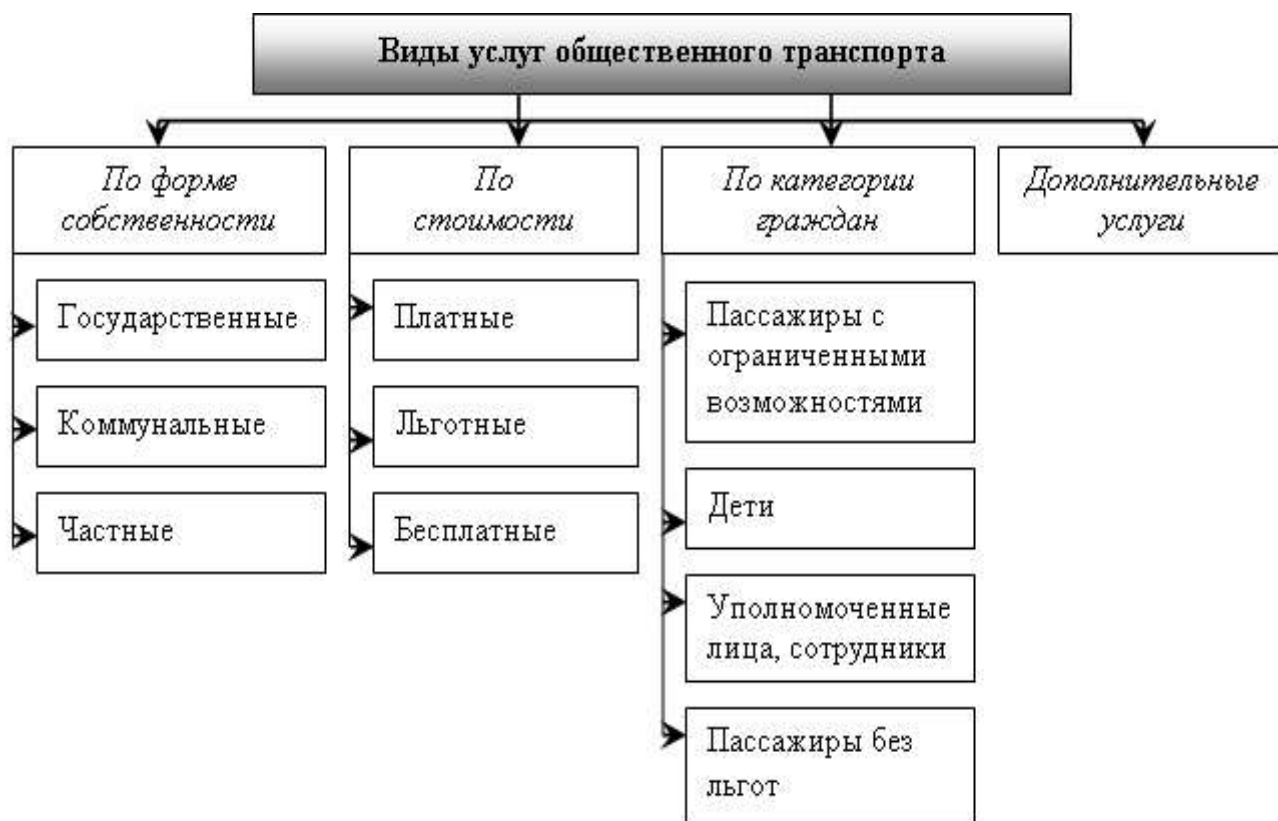 Виды услуг общественного транспорта
По форме
собственности
Государственные
Коммунальные
Частные
По
стоимости
Платные
Льготные
Бесплатные
По категории
граждан
Пассажиры с
ограниченными
возможностями
Дети
Уполномоченные
лица, сотрудники
Пассажиры без
льгот
Дополнительные
услуги